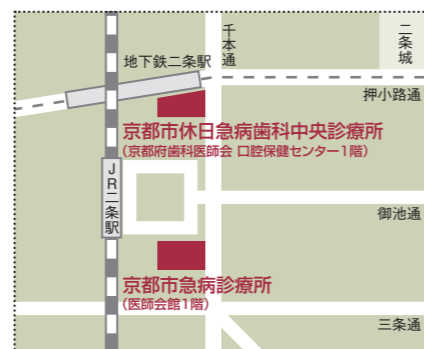 千本通
二条城
地下鉄二条駅
押小路通
京都市休日急病歯科中央診療所
(京都府歯科医師会 口腔保健センター1階)
JR二条駅
御池通
京都市急病診療所
(医師会館1階)
三条通